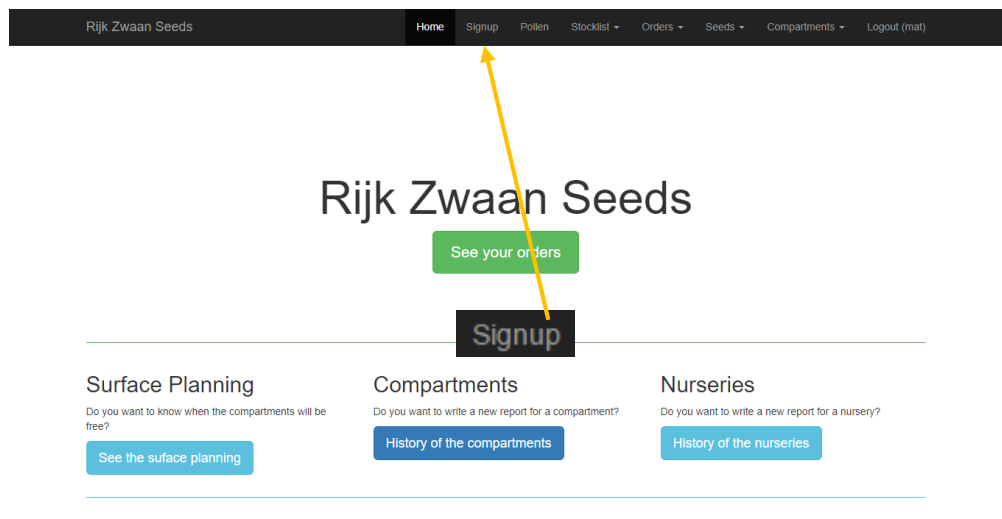 Rijk Zwaan Seeds Home Signup Pollen Stocklist Orders Seeds Compartments Logout (mat)
Rijk Zwaan Seeds
See your orders
Signup
Surface Planning
Do you want to know when the compartments will be
free?
See the suface planning
Compartments
Do you want to write a new report for a compartment?
History of the compartments
Nurseries
Do you want to write a new report for a nursery?
History of the nurseries